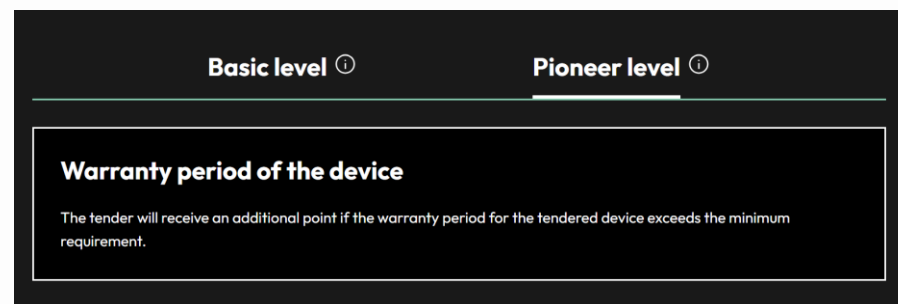 Basic level
Pioneer level
Warranty period of the device
The tender will receive an additional point if the warranty period for the tendered device exceeds the minimum
requirement.